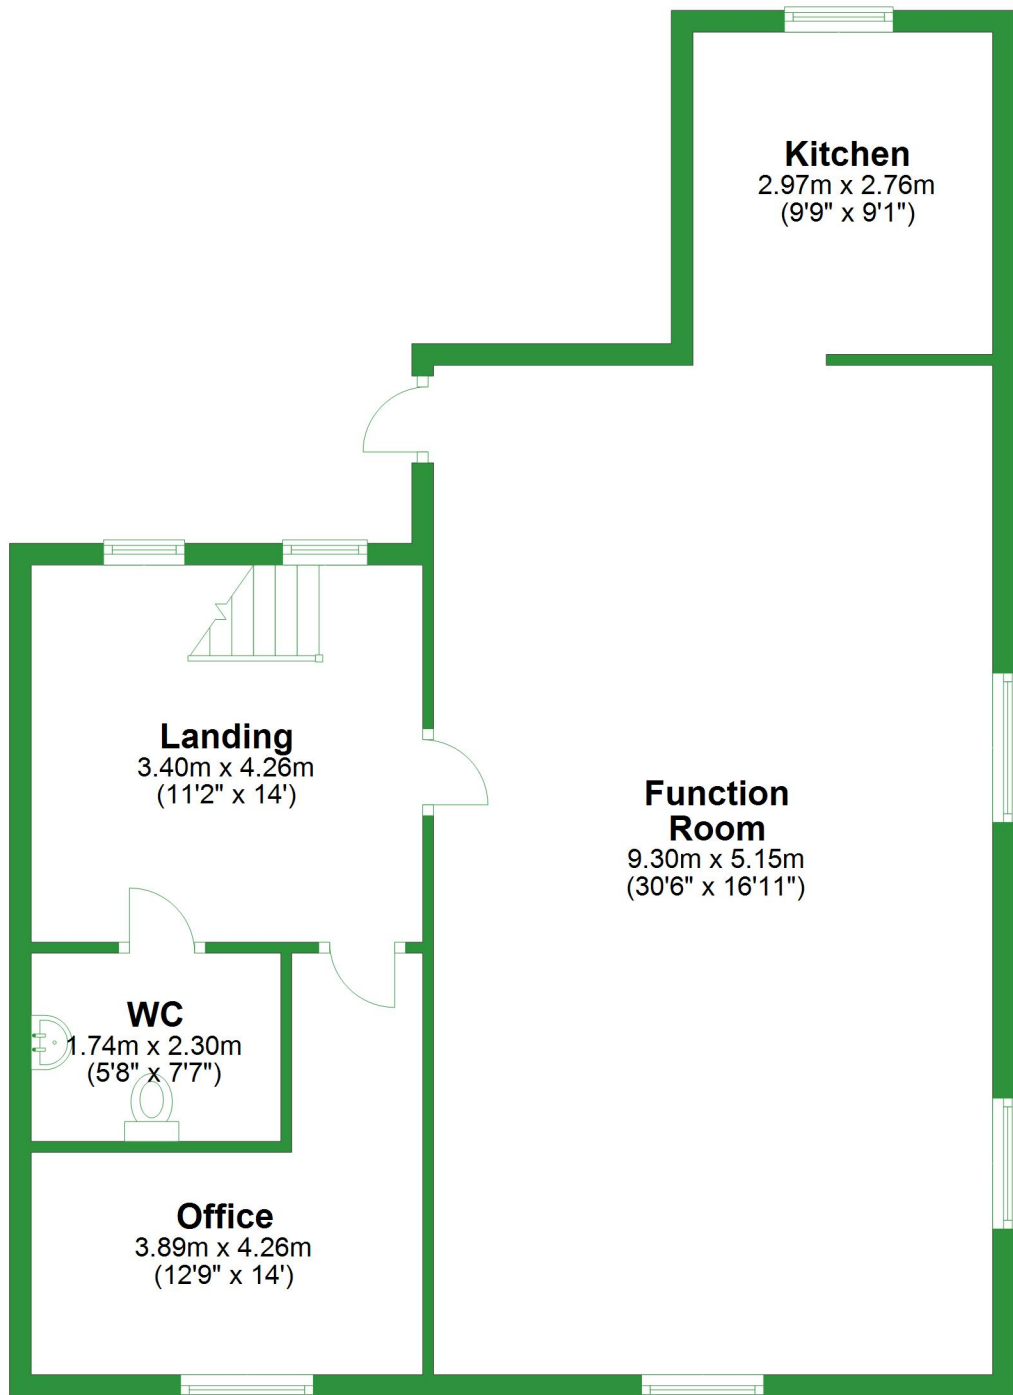 Kitchen
2.97m x 2.76m
(9'9" x 9'1")
Landing
3.40m x 4.26m
(11'2" x 14')
Function
Room
9.30m x 5.15m
(30'6" x 16'11")
WC
1.74m x 2.30m
(5'8" x 7'7")
Office
3.89m x 4.26m
(12'9" x 14')